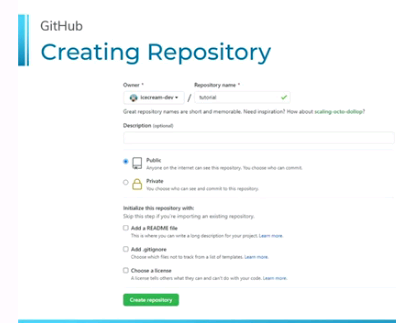 GitHub
Creating Repository
Owner * Repository name *
icecream-dev / tutorial
Great repository names are short and memorable. Need inspiration? How about scaling-octo-dollop?
Description (optional)
Public
Anyone on the internet can see this repository. You choose who can commit.
Private
You choose who can see and commit to this repository.
Initialize this repository with:
Skip this step if you're importing an existing repository.
Add a README file
This is where you can write a long description for your project. Learn more.
Add .gitignore
Choose which files not to track from a list of templates. Learn more.
Choose a license
A license tells others what they can and can't do with your code. Learn more.
Create repository